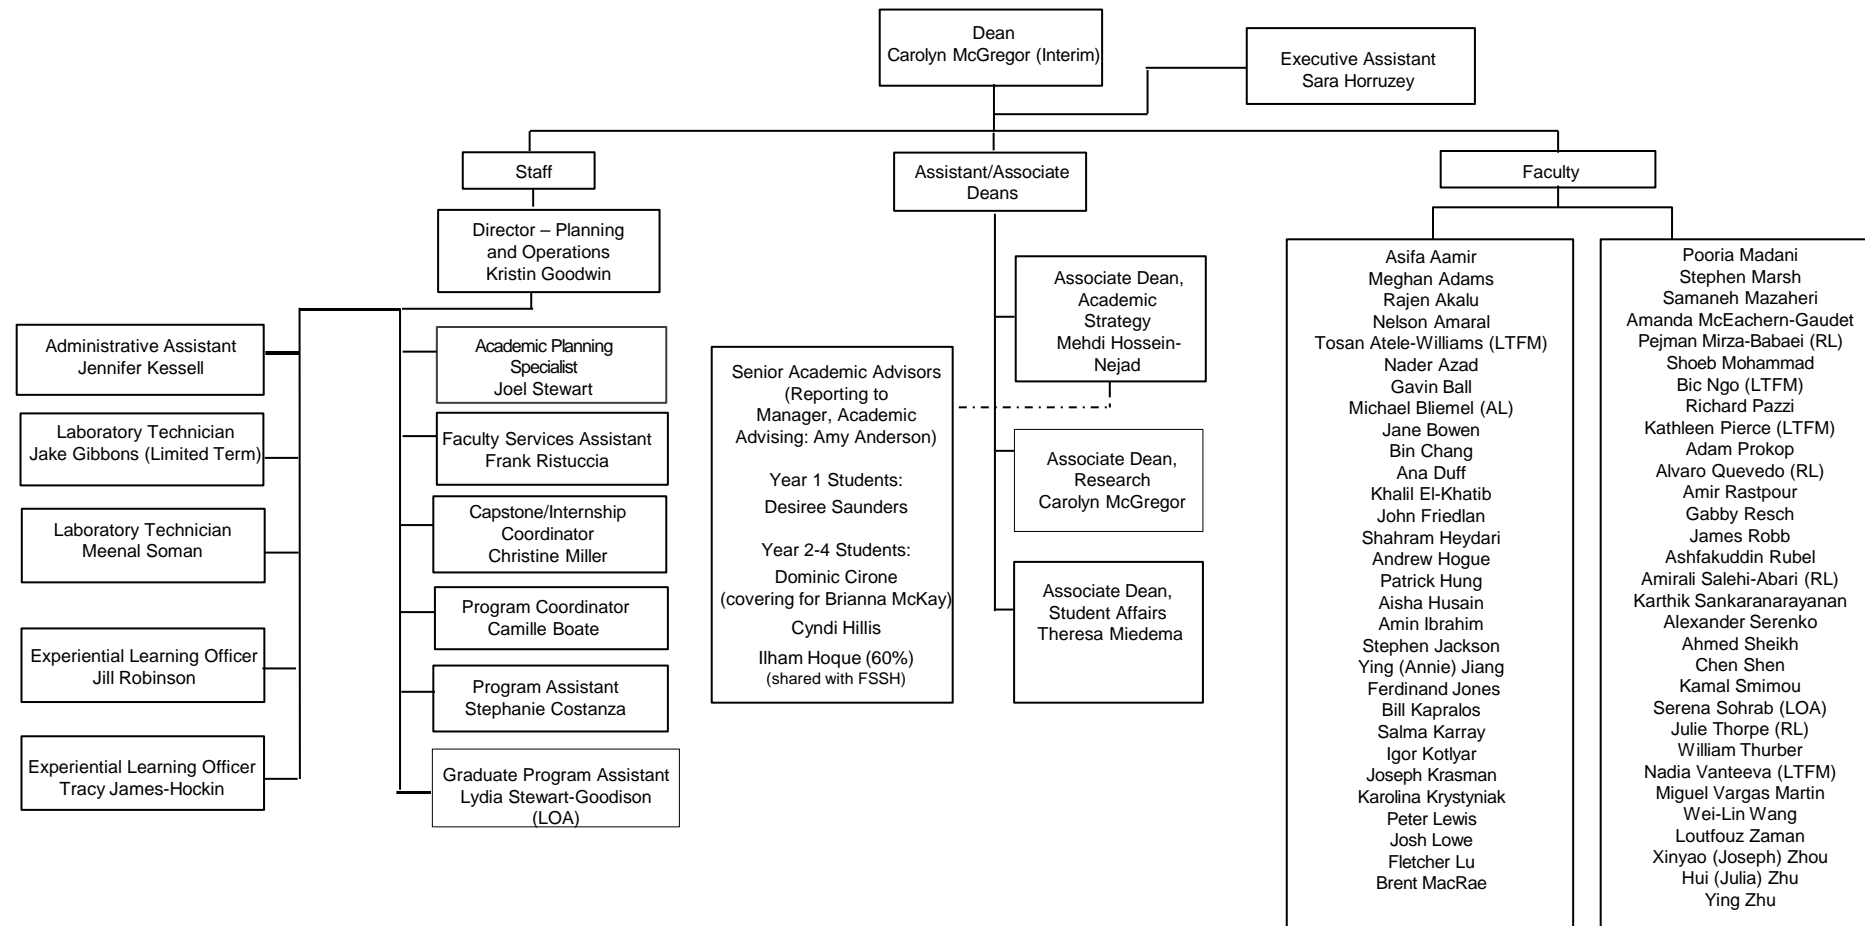 Dean
Carolyn McGregor (Interim)
Executive Assistant
Sara Horruzey
Staff
Assistant/Associate
Deans
Faculty
Director – Planning
and Operations
Kristin Goodwin
Administrative Assistant
Jennifer Kessell
Laboratory Technician
Jake Gibbons (Limited Term)
Laboratory Technician
Meenal Soman
Experiential Learning Officer
Jill Robinson
Experiential Learning Officer
Tracy James-Hockin
Academic Planning
Specialist
Joel Stewart
Faculty Services Assistant
Frank Ristuccia
Capstone/Internship
Coordinator
Christine Miller
Program Coordinator
Camille Boate
Program Assistant
Stephanie Costanza
Graduate Program Assistant
Lydia Stewart-Goodison
(LOA)
Senior Academic Advisors
(Reporting to
Manager, Academic
Advising: Amy Anderson)
Year 1 Students:
Desiree Saunders
Year 2-4 Students:
Dominic Cirone
(covering for Brianna McKay)
Cyndi Hillis
Ilham Hoque (60%)
(shared with FSSH)
Associate Dean,
Academic
Strategy
Mehdi Hossein-
Nejad
Associate Dean,
Research
Carolyn McGregor
Associate Dean,
Student Affairs
Theresa Miedema
Asifa Aamir
Meghan Adams
Rajen Akalu
Nelson Amaral
Tosan Atele-Williams (LTFM)
Nader Azad
Gavin Ball
Michael Bliemel (AL)
Jane Bowen
Bin Chang
Ana Duff
Khalil El-Khatib
John Friedlan
Shahram Heydari
Andrew Hogue
Patrick Hung
Aisha Husain
Amin Ibrahim
Stephen Jackson
Ying (Annie) Jiang
Ferdinand Jones
Bill Kapralos
Salma Karray
Igor Kotlyar
Joseph Krasman
Karolina Krystyniak
Peter Lewis
Josh Lowe
Fletcher Lu
Brent MacRae
Pooria Madani
Stephen Marsh
Samaneh Mazaheri
Amanda McEachern-Gaudet
Pejman Mirza-Babaei (RL)
Shoeb Mohammad
Bic Ngo (LTFM)
Richard Pazzi
Kathleen Pierce (LTFM)
Adam Prokop
Alvaro Quevedo (RL)
Amir Rastpour
Gabby Resch
James Robb
Ashfakuddin Rubel
Amirali Salehi-Abari (RL)
Karthik Sankaranarayanan
Alexander Serenko
Ahmed Sheikh
Chen Shen
Kamal Smimou
Serena Sohrab (LOA)
Julie Thorpe (RL)
William Thurber
Nadia Vanteeva (LTFM)
Miguel Vargas Martin
Wei-Lin Wang
Loutfouz Zaman
Xinyao (Joseph) Zhou
Hui (Julia) Zhu
Ying Zhu